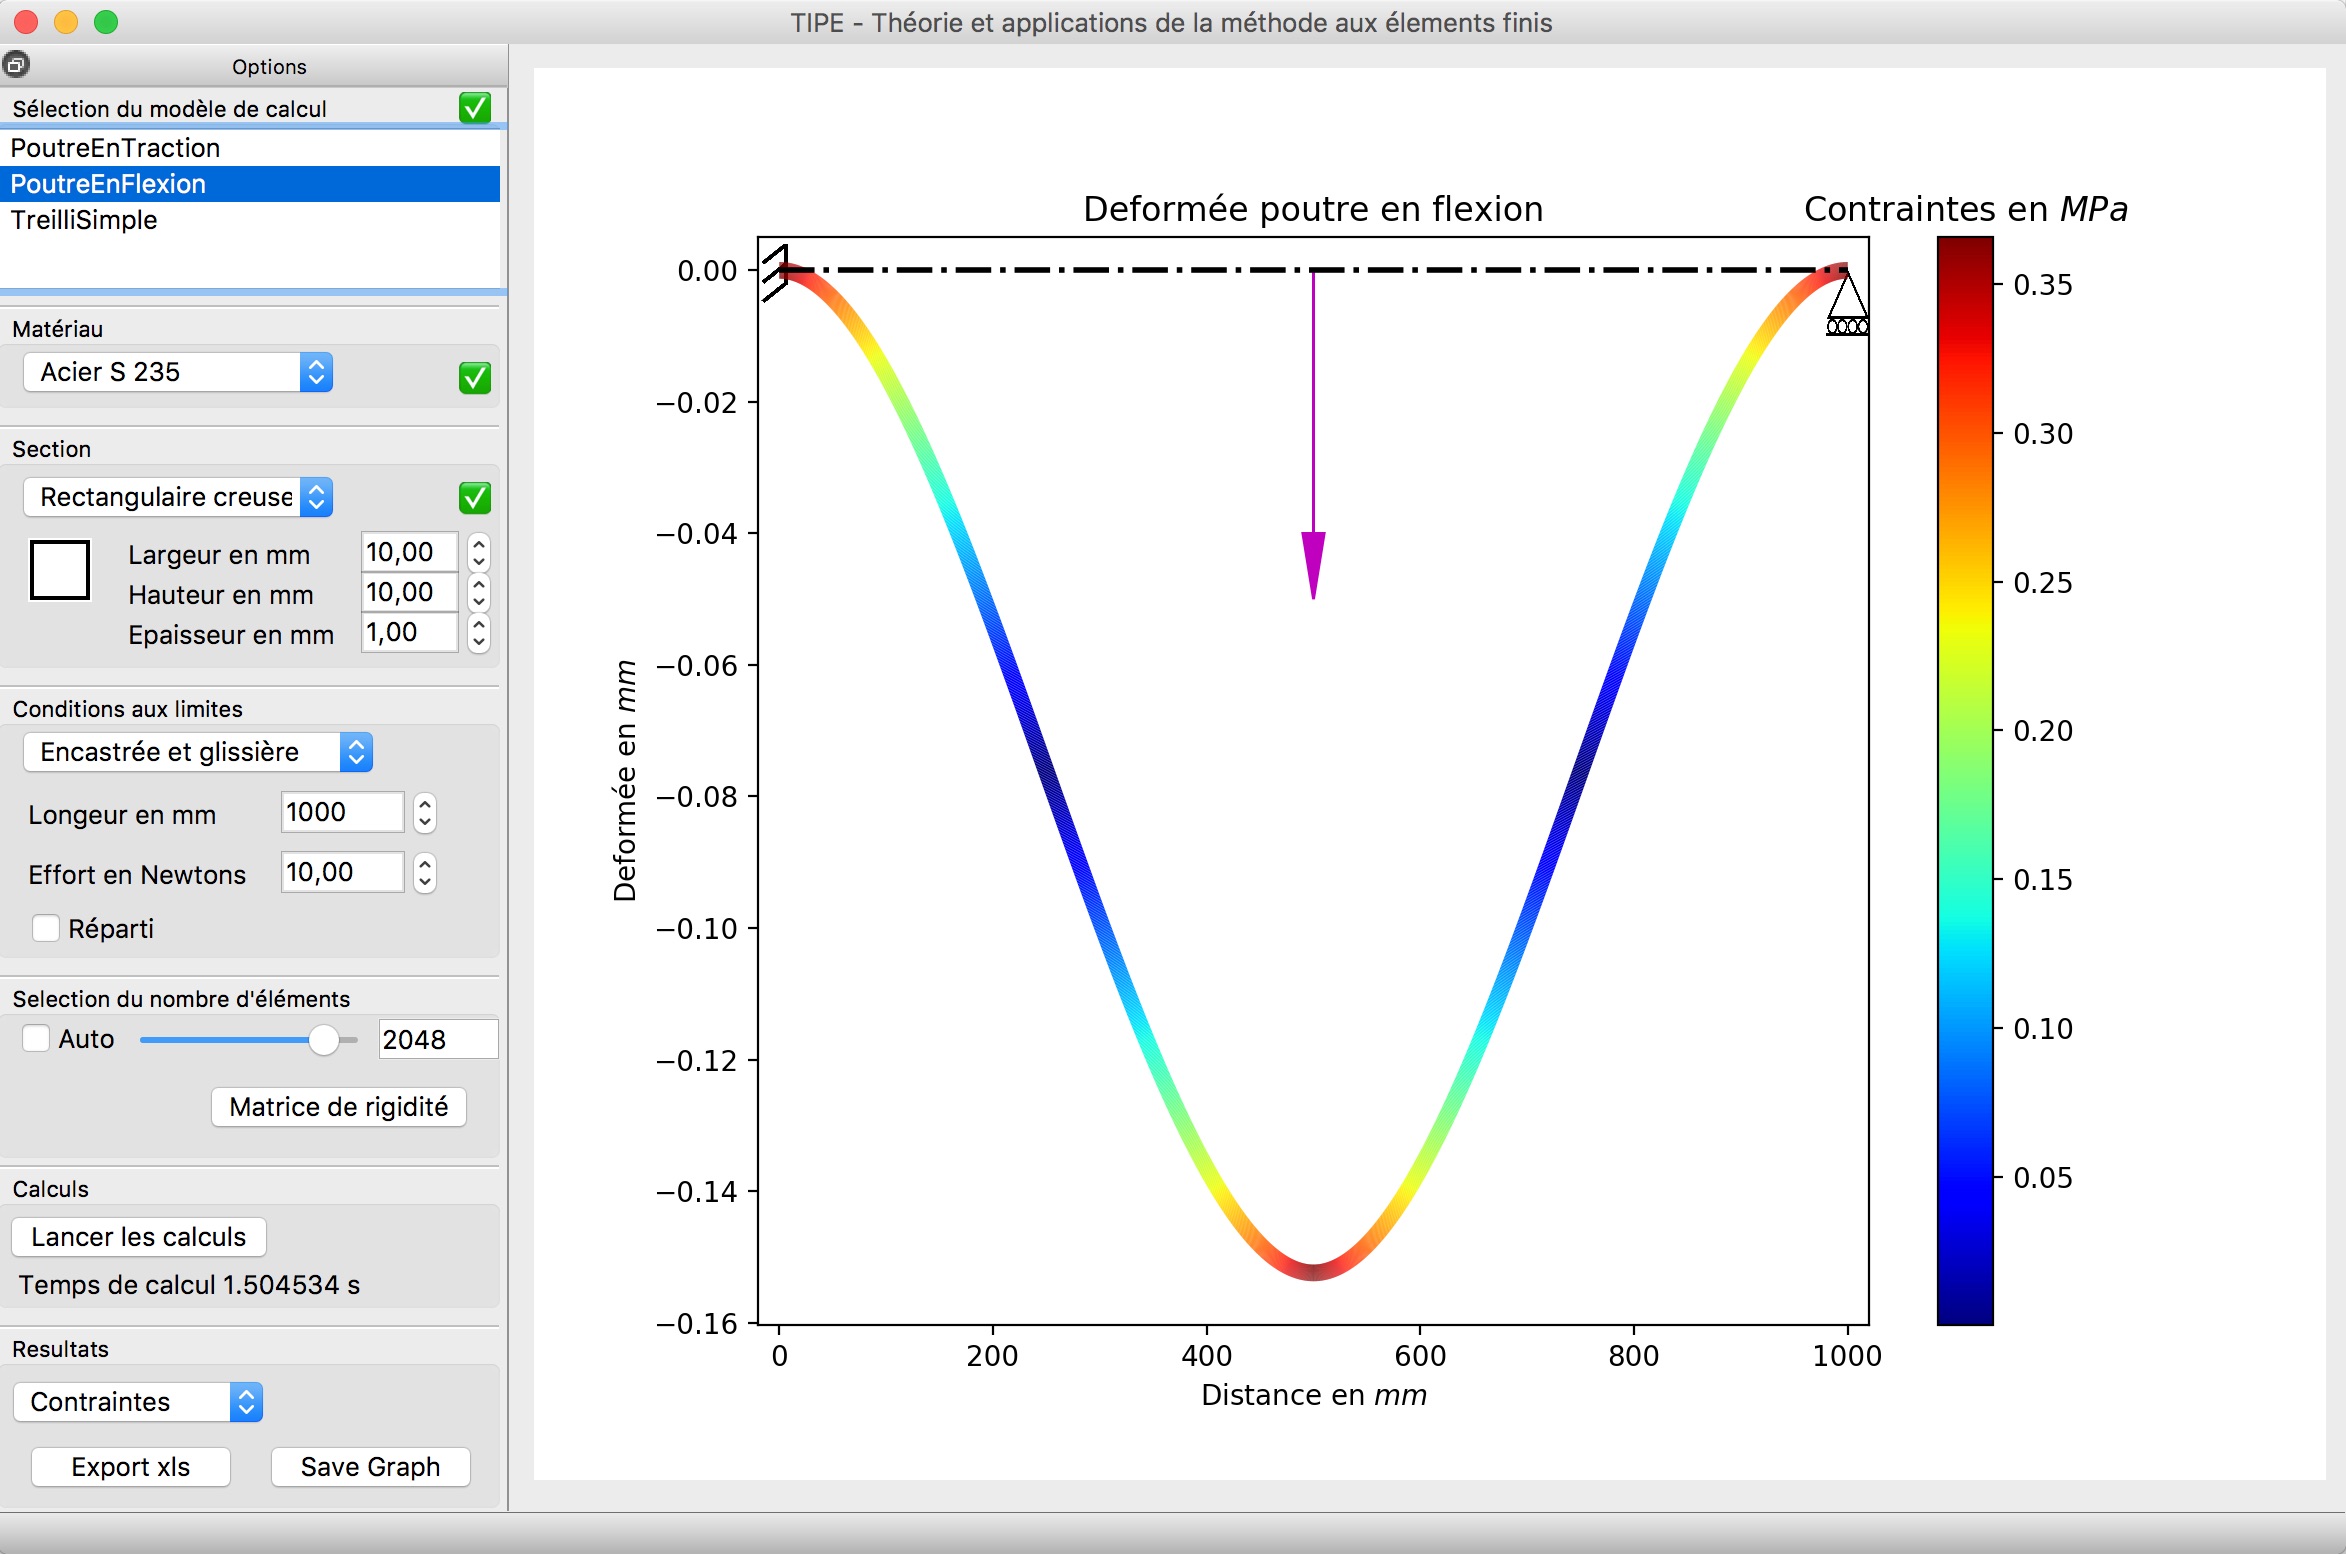 TIPE - Théorie et applications de la méthode aux élements finis
Options
Sélection du modèle de calcul
PoutreEnTraction
PoutreEnFlexion
TreilliSimple
Matériau
Acier S 235
Section
Rectangulaire creuse
Largeur en mm 10,00
Hauteur en mm 10,00
Epaisseur en mm 1,00
Conditions aux limites
Encastrée et glissière
Longeur en mm 1000
Effort en Newtons 10,00
Réparti
Selection du nombre d'éléments
Auto 2048
Matrice de rigidité
Calculs
Lancer les calculs
Temps de calcul 1.504534 s
Resultats
Contraintes
Export xls Save Graph
Deformée poutre en flexion
Contraintes en MPa
Deformée en mm
0.00
−0.02
−0.04
−0.06
−0.08
−0.10
−0.12
−0.14
−0.16
0 200 400 600 800 1000
Distance en mm
0.35
0.30
0.25
0.20
0.15
0.10
0.05